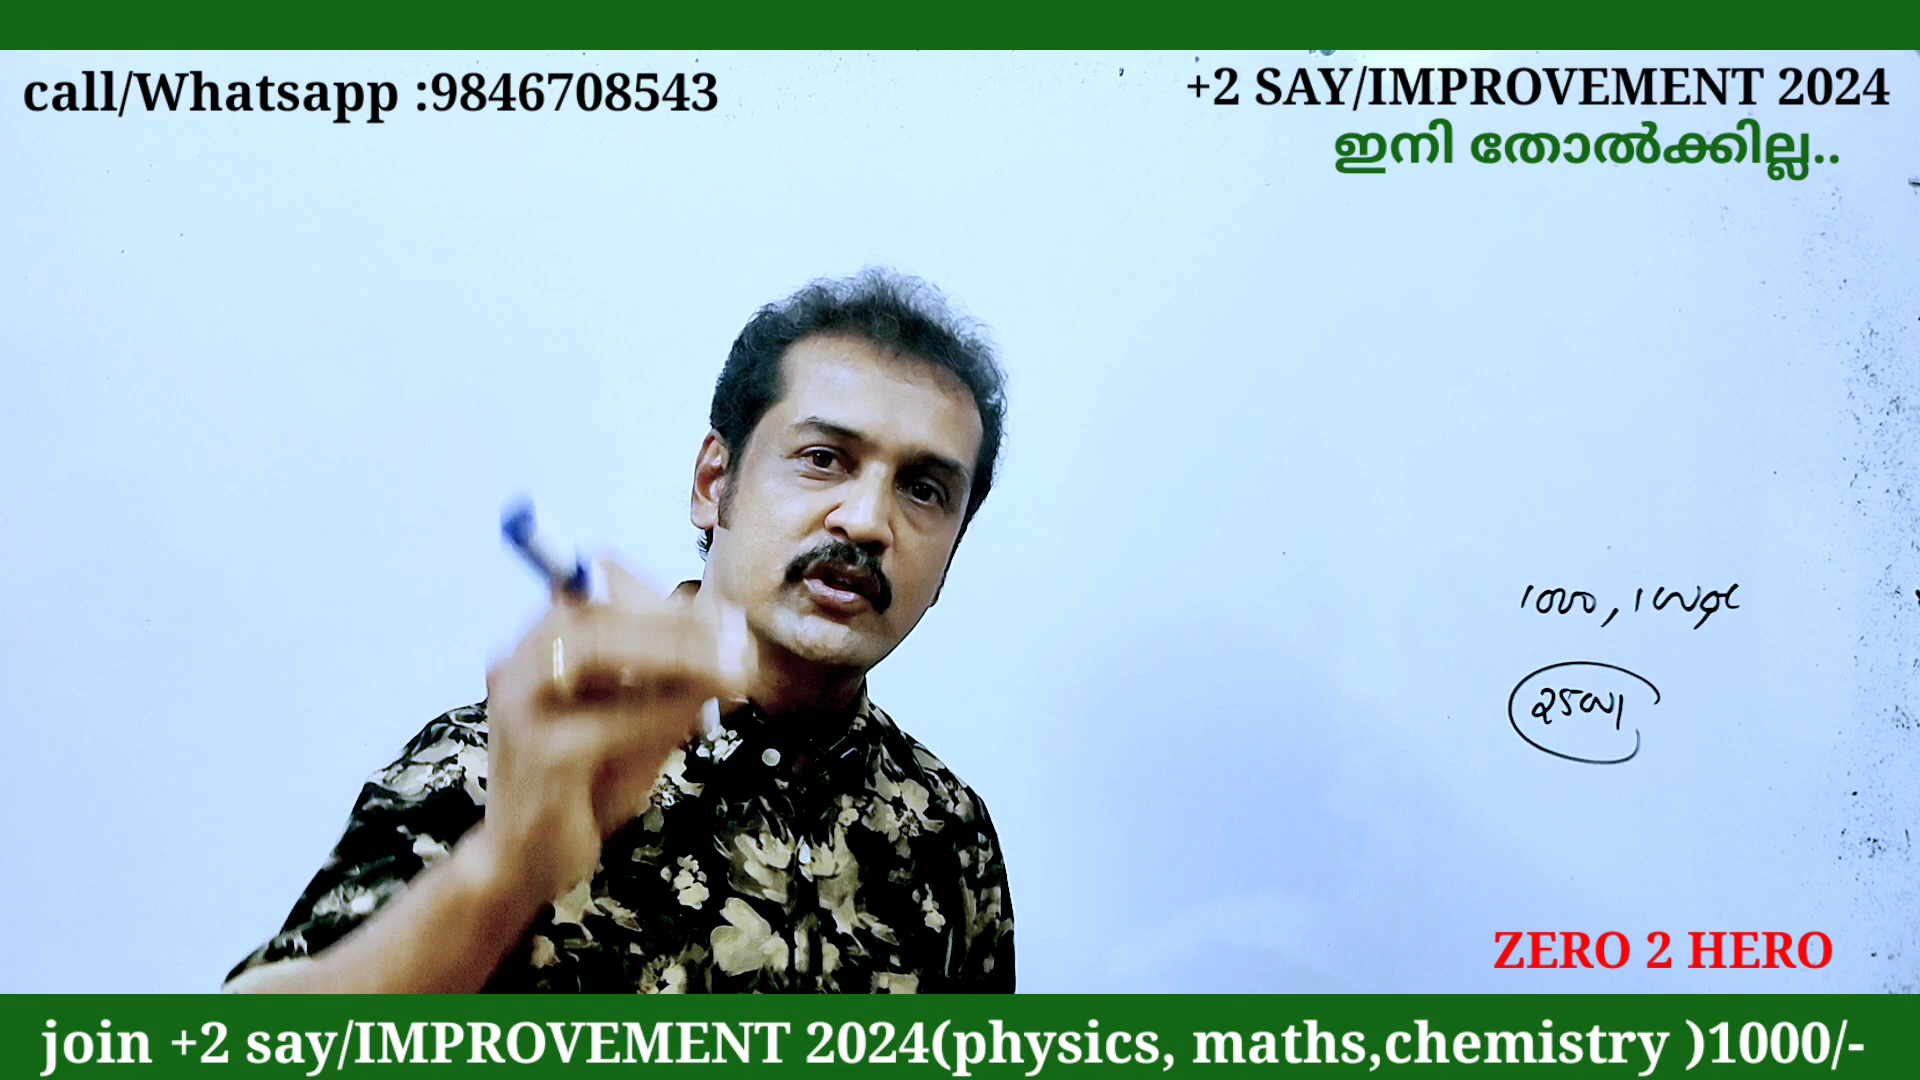 call/Whatsapp :9846708543
+2 SAY/IMPROVEMENT 2024
ഇനി തോൽക്കില്ല..
ZERO 2 HERO
join +2 say/IMPROVEMENT 2024(physics, maths,chemistry )1000/-